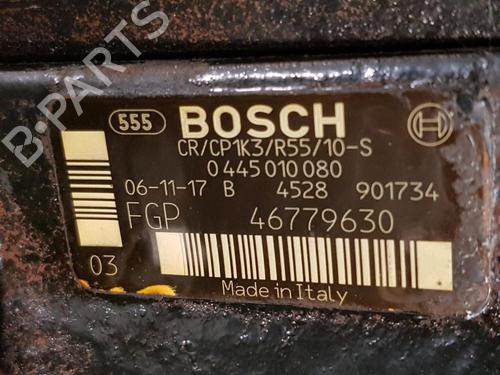 B-PARTS
555 BOSCH
CR/CP1K3/R55/10-S
0 445 010 080
06-11-17 B 4528 901734
FGP 46779630
03
Made in Italy